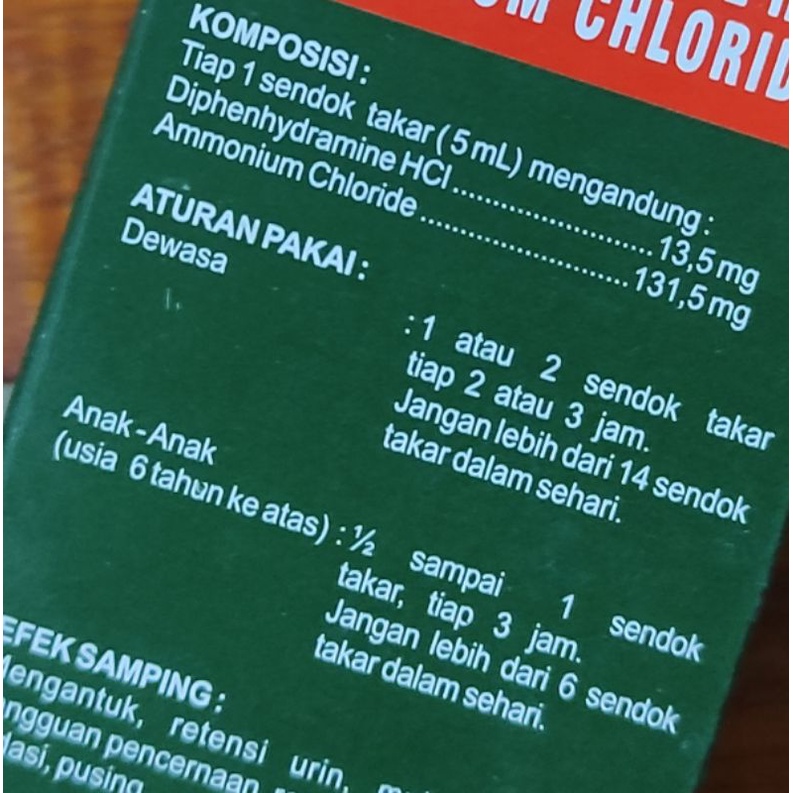 CHLORID
KOMPOSISI :
Tiap 1 sendok takar ( 5 mL) mengandung :
Diphenhydramine HCl............................13,5 mg
Ammonium Chloride .............................131,5 mg
ATURAN PAKAI :
Dewasa
: 1 atau 2 sendok takar
tiap 2 atau 3 jam.
Jangan lebih dari 14 sendok
takar dalam sehari.
Anak - Anak
(usia 6 tahun ke atas) : ½ sampai 1 sendok
takar, tiap 3 jam.
Jangan lebih dari 6 sendok
takar dalam sehari.
EFEK SAMPING :
engantuk, retensi urin,
ngguan pencernaan
dasi, pusing